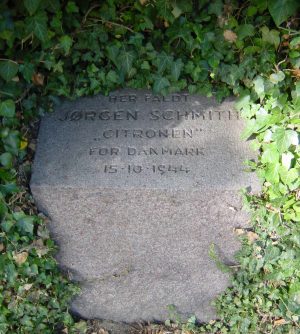 HER FALDT
JØRGEN SCHMITH
„CITRONEN"
FOR DANMARK
15-10-1944